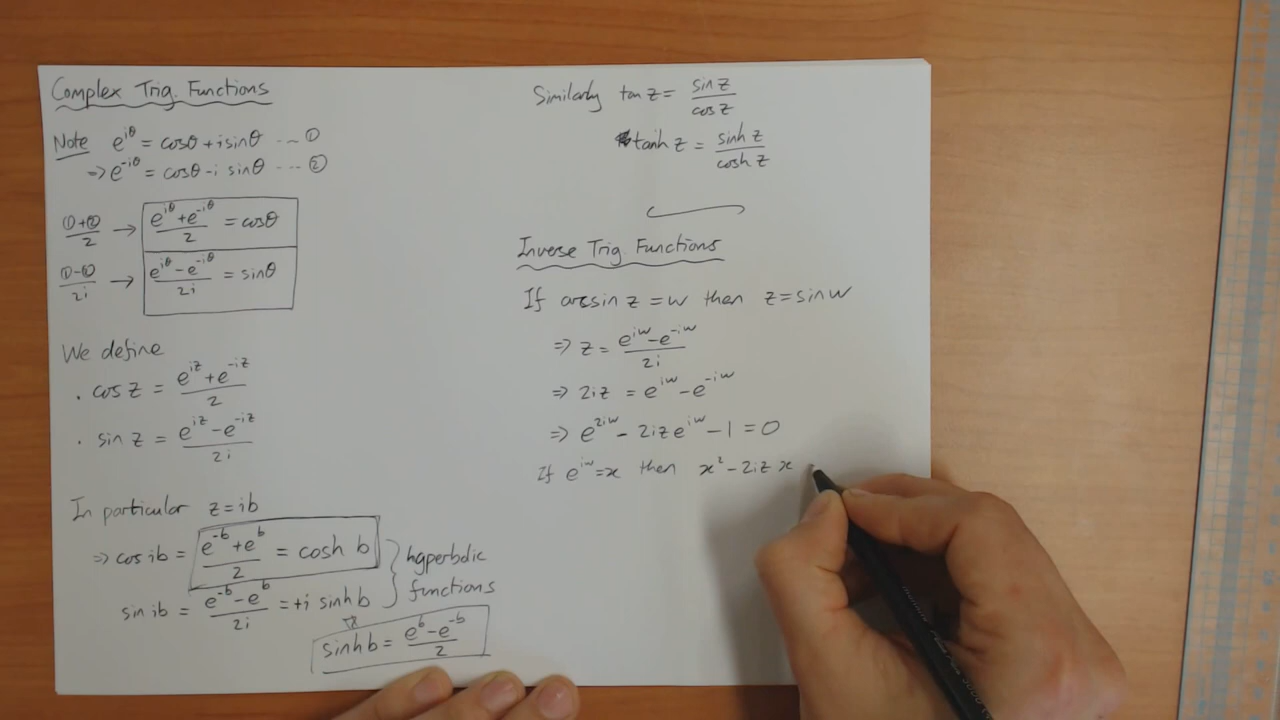 Complex Trig. Functions
Note e^{iθ} = cosθ + i sinθ --- ①
⇒ e^{-iθ} = cosθ - i sinθ --- ②
(①+②)/2 → (e^{iθ} + e^{-iθ})/2 = cosθ
(①-②)/2i → (e^{iθ} - e^{-iθ})/2i = sinθ
We define
· cos z = (e^{iz} + e^{-iz})/2
· sin z = (e^{iz} - e^{-iz})/2i
In particular z = ib
⇒ cos ib = (e^{-b} + e^{b})/2 = cosh b
sin ib = (e^{-b} - e^{b})/2i = +i sinh b
hyperbolic
functions
sinh b = (e^{b} - e^{-b})/2
Similarly tan z = sin z/cos z
tanh z = sinh z/cosh z
Inverse Trig. Functions
If arcsin z = w then z = sin w
⇒ z = (e^{iw} - e^{-iw})/2i
⇒ 2iz = e^{iw} - e^{-iw}
⇒ e^{2iw} - 2iz e^{iw} - 1 = 0
If e^{iw} = x then x² - 2iz x